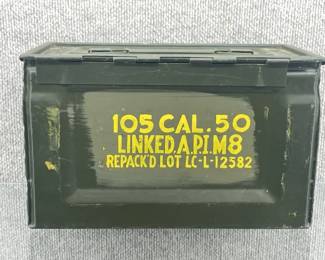 105 CAL. 50
LINKED.A.P.I.M8
REPACK'D LOT LC-L-12582